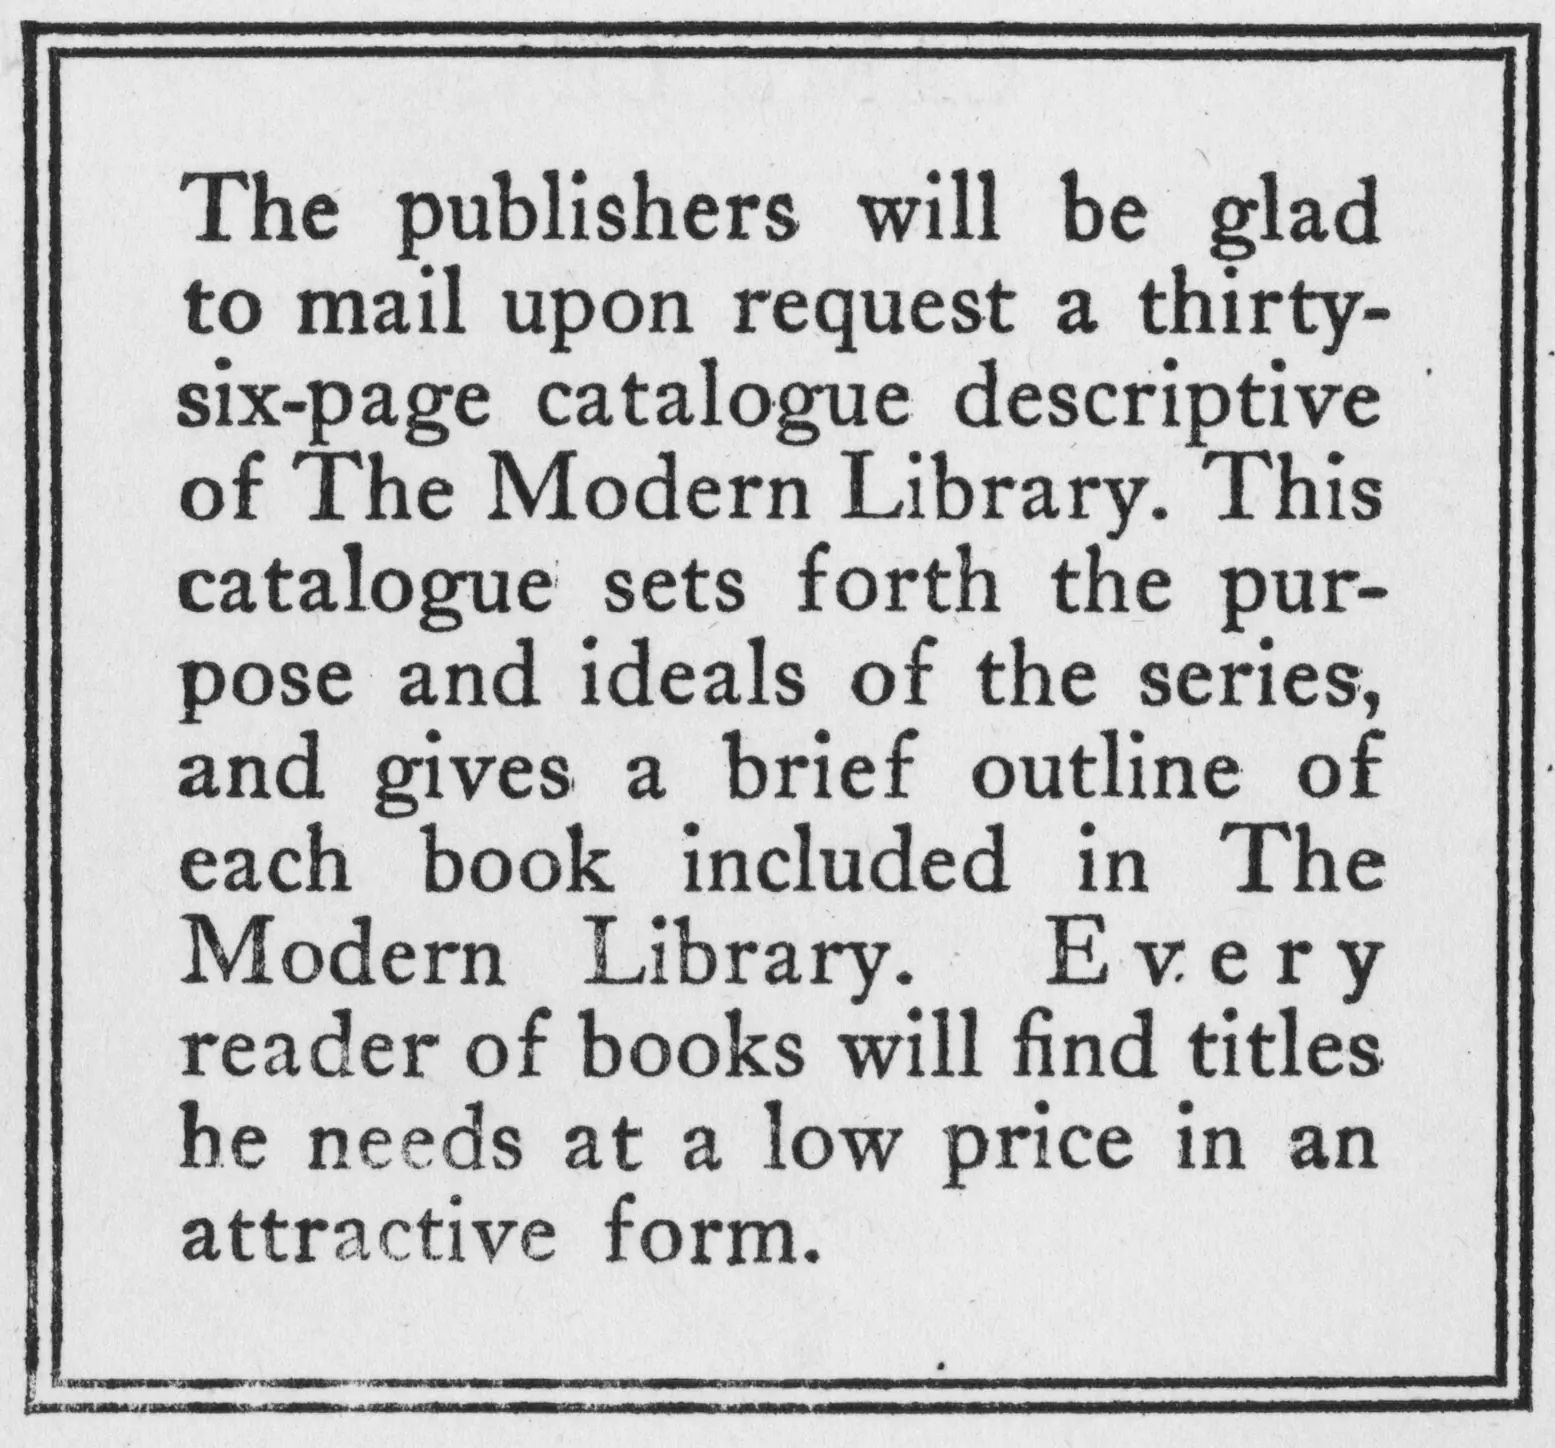 The publishers will be glad
to mail upon request a thirty-
six-page catalogue descriptive
of The Modern Library. This
catalogue sets forth the pur-
pose and ideals of the series,
and gives a brief outline of
each book included in The
Modern Library. Every
reader of books will find titles
he needs at a low price in an
attractive form.